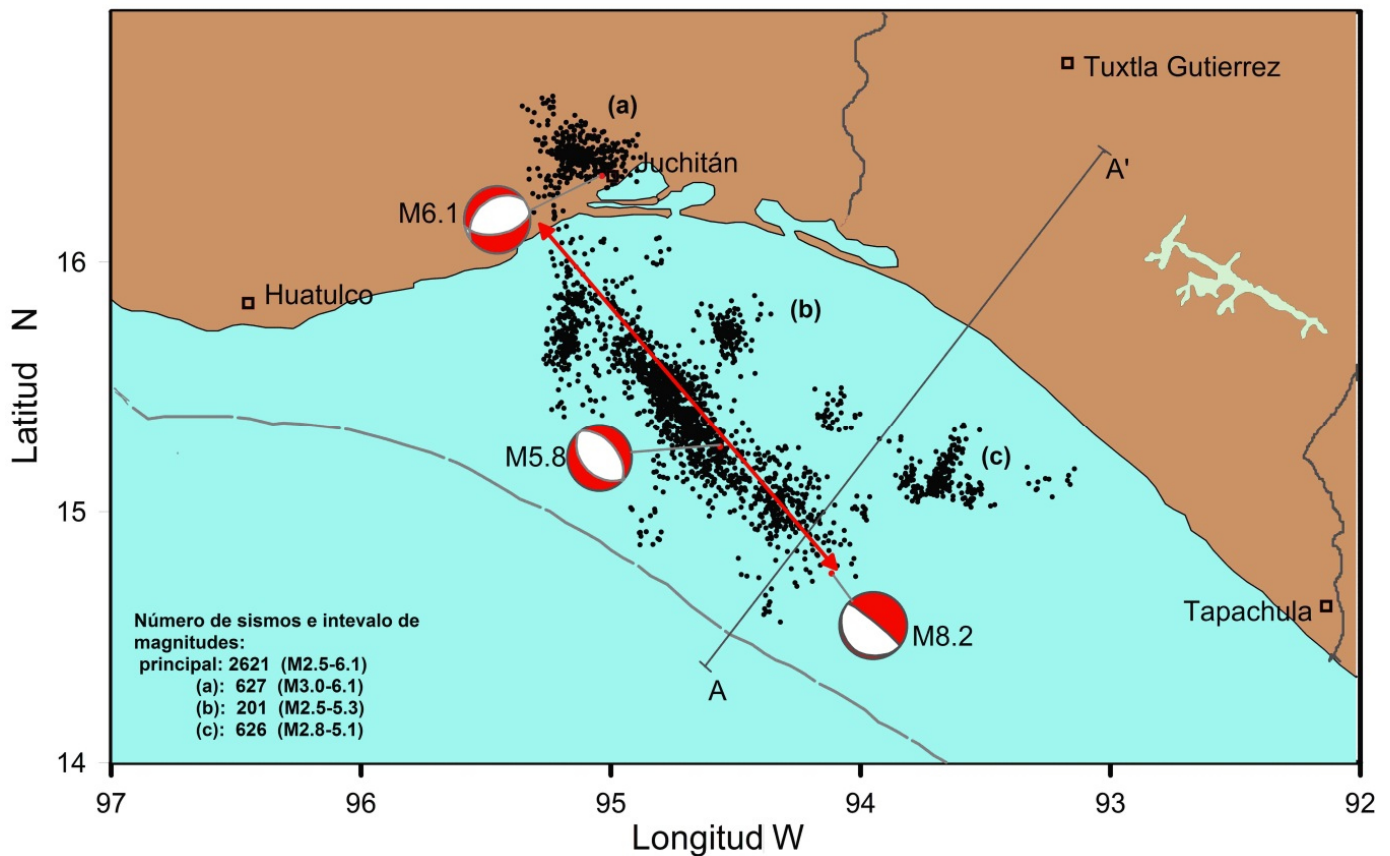 (a)
Tuxtla Gutierrez
Juchitán
A'
M6.1
16
Huatulco
(b)
Latitud N
M5.8
(c)
15
Tapachula
M8.2
Número de sismos e intevalo de
magnitudes:
principal: 2621 (M2.5-6.1)
(a): 627 (M3.0-6.1)
(b): 201 (M2.5-5.3)
(c): 626 (M2.8-5.1)
A
14
97 96 95 94 93 92
Longitud W